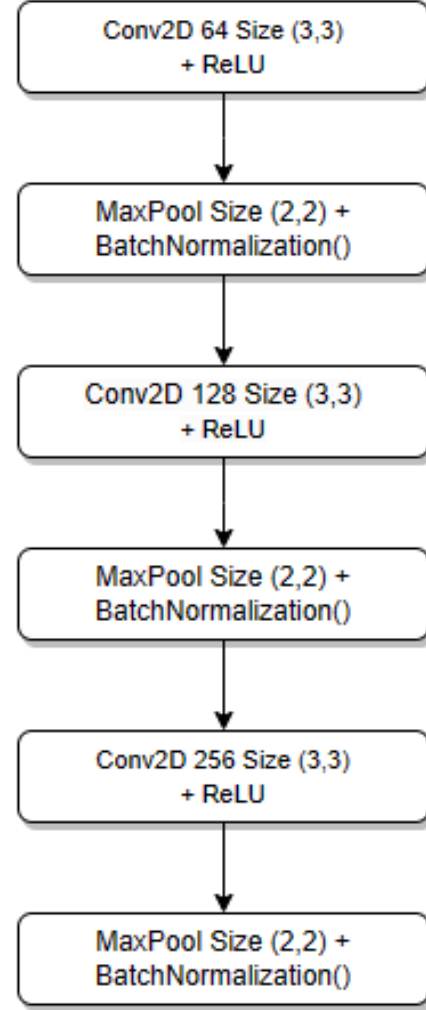 Conv2D 64 Size (3,3)
+ ReLU
MaxPool Size (2,2) +
BatchNormalization()
Conv2D 128 Size (3,3)
+ ReLU
MaxPool Size (2,2) +
BatchNormalization()
Conv2D 256 Size (3,3)
+ ReLU
MaxPool Size (2,2) +
BatchNormalization()